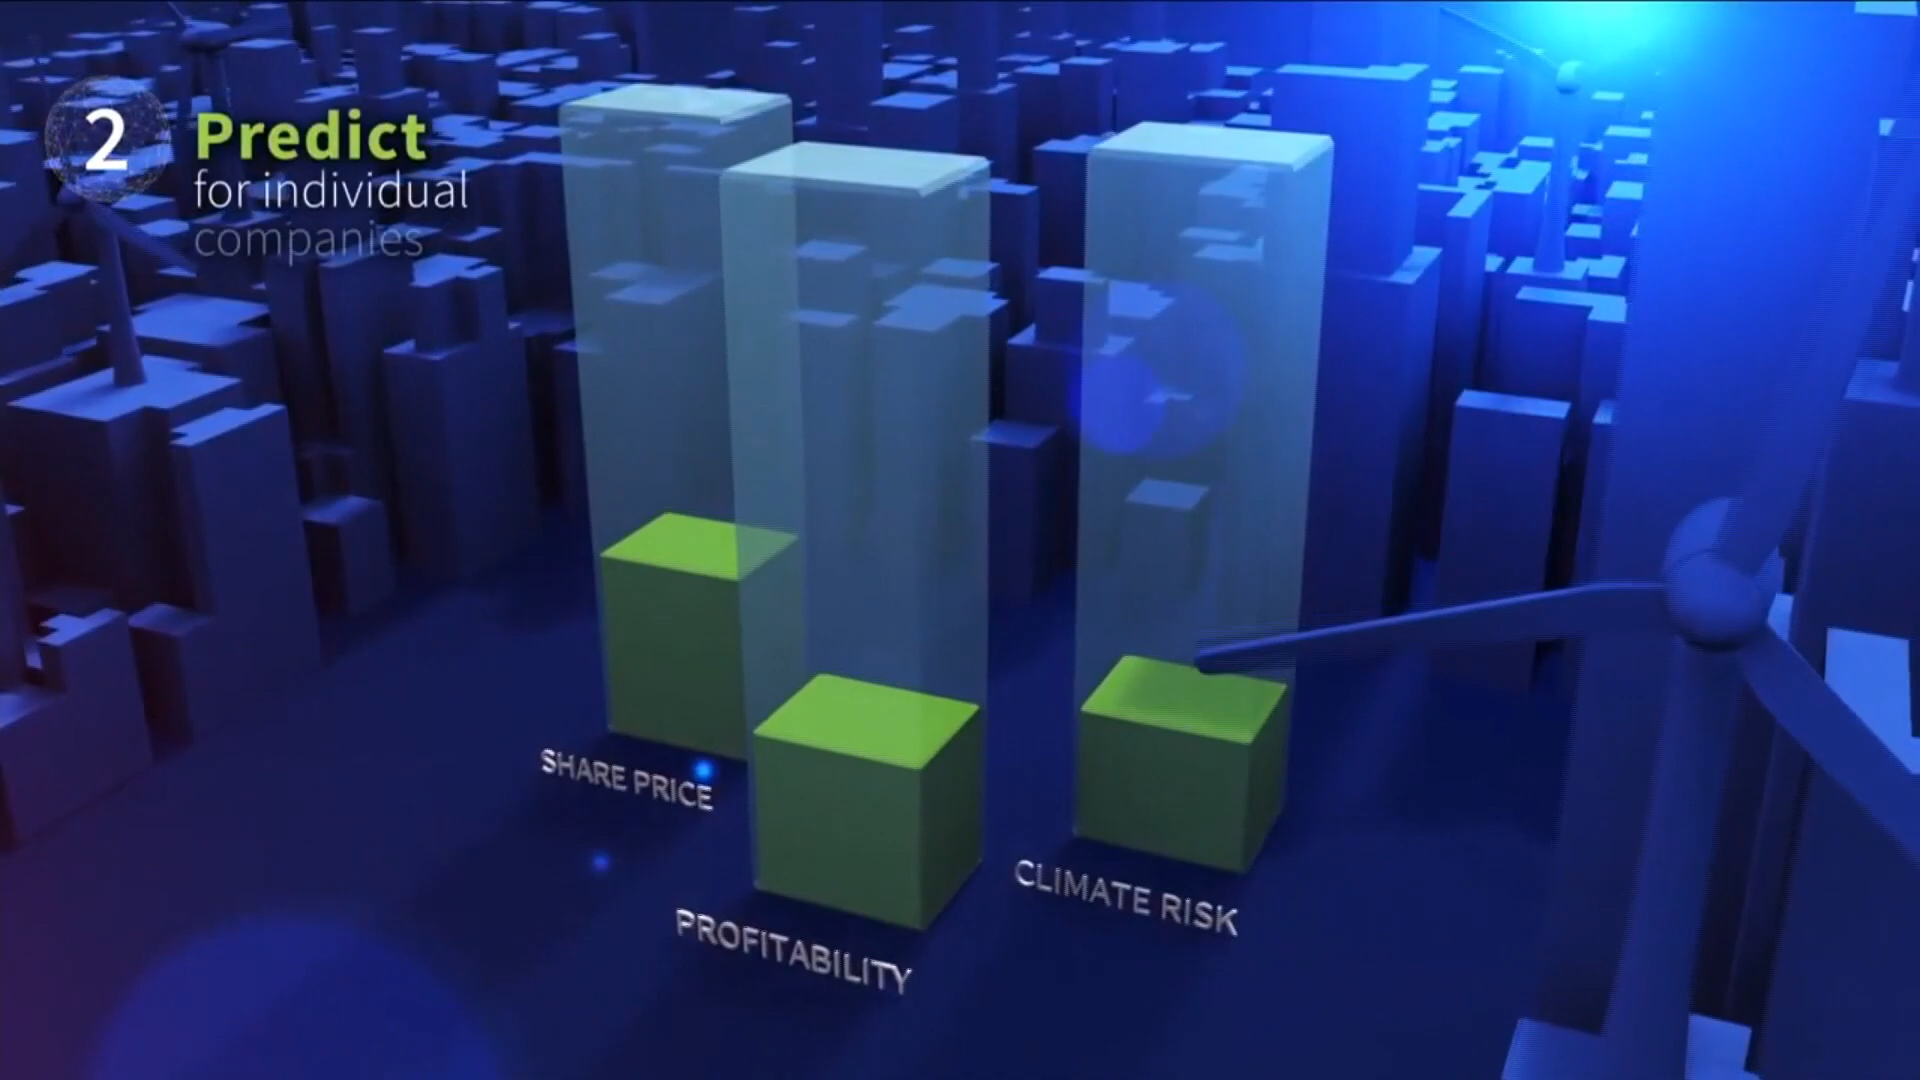 2
Predict
for individual
companies
SHARE PRICE
PROFITABILITY
CLIMATE RISK